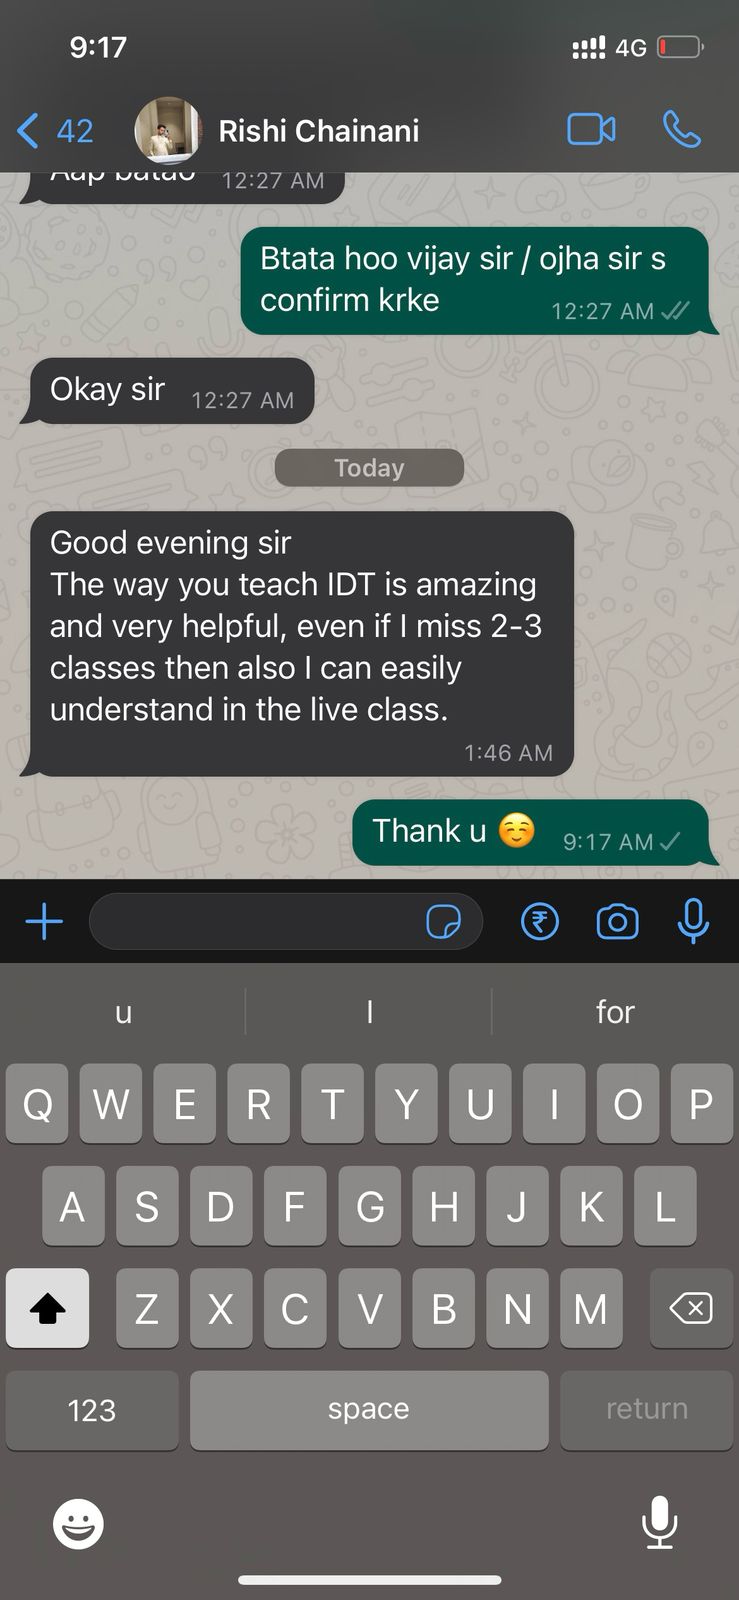 9:17
4G
42
Rishi Chainani
Aap batao 12:27 AM
Btata hoo vijay sir / ojha sir s
confirm krke
12:27 AM
Okay sir 12:27 AM
Today
Good evening sir
The way you teach IDT is amazing
and very helpful, even if I miss 2-3
classes then also I can easily
understand in the live class.
1:46 AM
Thank u ☺️ 9:17 AM
u I for
Q W E R T Y U I O P
A S D F G H J K L
Z X C V B N M
123 space return